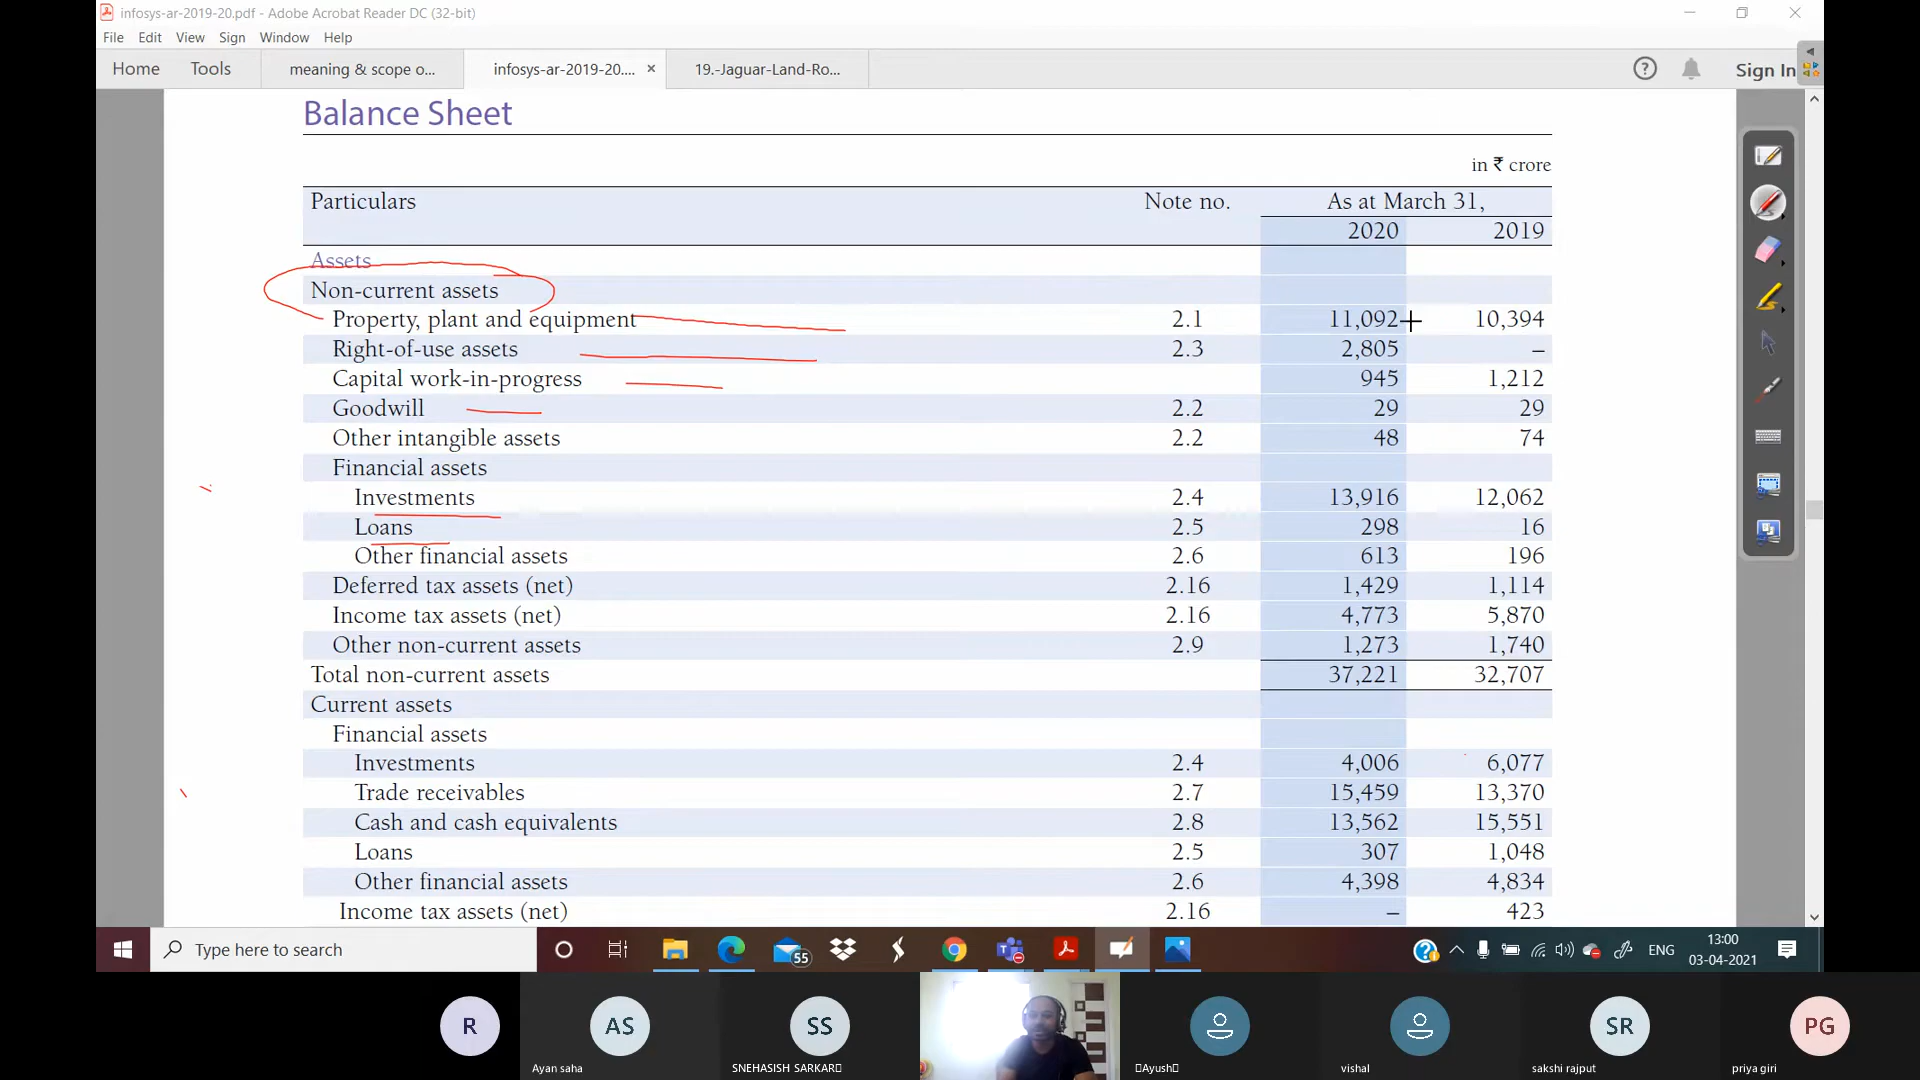 infosys-ar-2019-20.pdf - Adobe Acrobat Reader DC (32-bit)
File Edit View Sign Window Help
Home Tools meaning & scope o... infosys-ar-2019-20.... × 19.-Jaguar-Land-Ro... Sign In
Balance Sheet
in ₹ crore
Particulars Note no. As at March 31,
2020 2019
Assets
Non-current assets
Property, plant and equipment 2.1 11,092 10,394
Right-of-use assets 2.3 2,805 –
Capital work-in-progress 945 1,212
Goodwill 2.2 29 29
Other intangible assets 2.2 48 74
Financial assets
Investments 2.4 13,916 12,062
Loans 2.5 298 16
Other financial assets 2.6 613 196
Deferred tax assets (net) 2.16 1,429 1,114
Income tax assets (net) 2.16 4,773 5,870
Other non-current assets 2.9 1,273 1,740
Total non-current assets 37,221 32,707
Current assets
Financial assets
Investments 2.4 4,006 6,077
Trade receivables 2.7 15,459 13,370
Cash and cash equivalents 2.8 13,562 15,551
Loans 2.5 307 1,048
Other financial assets 2.6 4,398 4,834
Income tax assets (net) 2.16 – 423
Type here to search 55 ENG 13:00
03-04-2021
R AS SS SR PG
Ayan saha SNEHASISH SARKAR Ayush vishal sakshi rajput priya giri